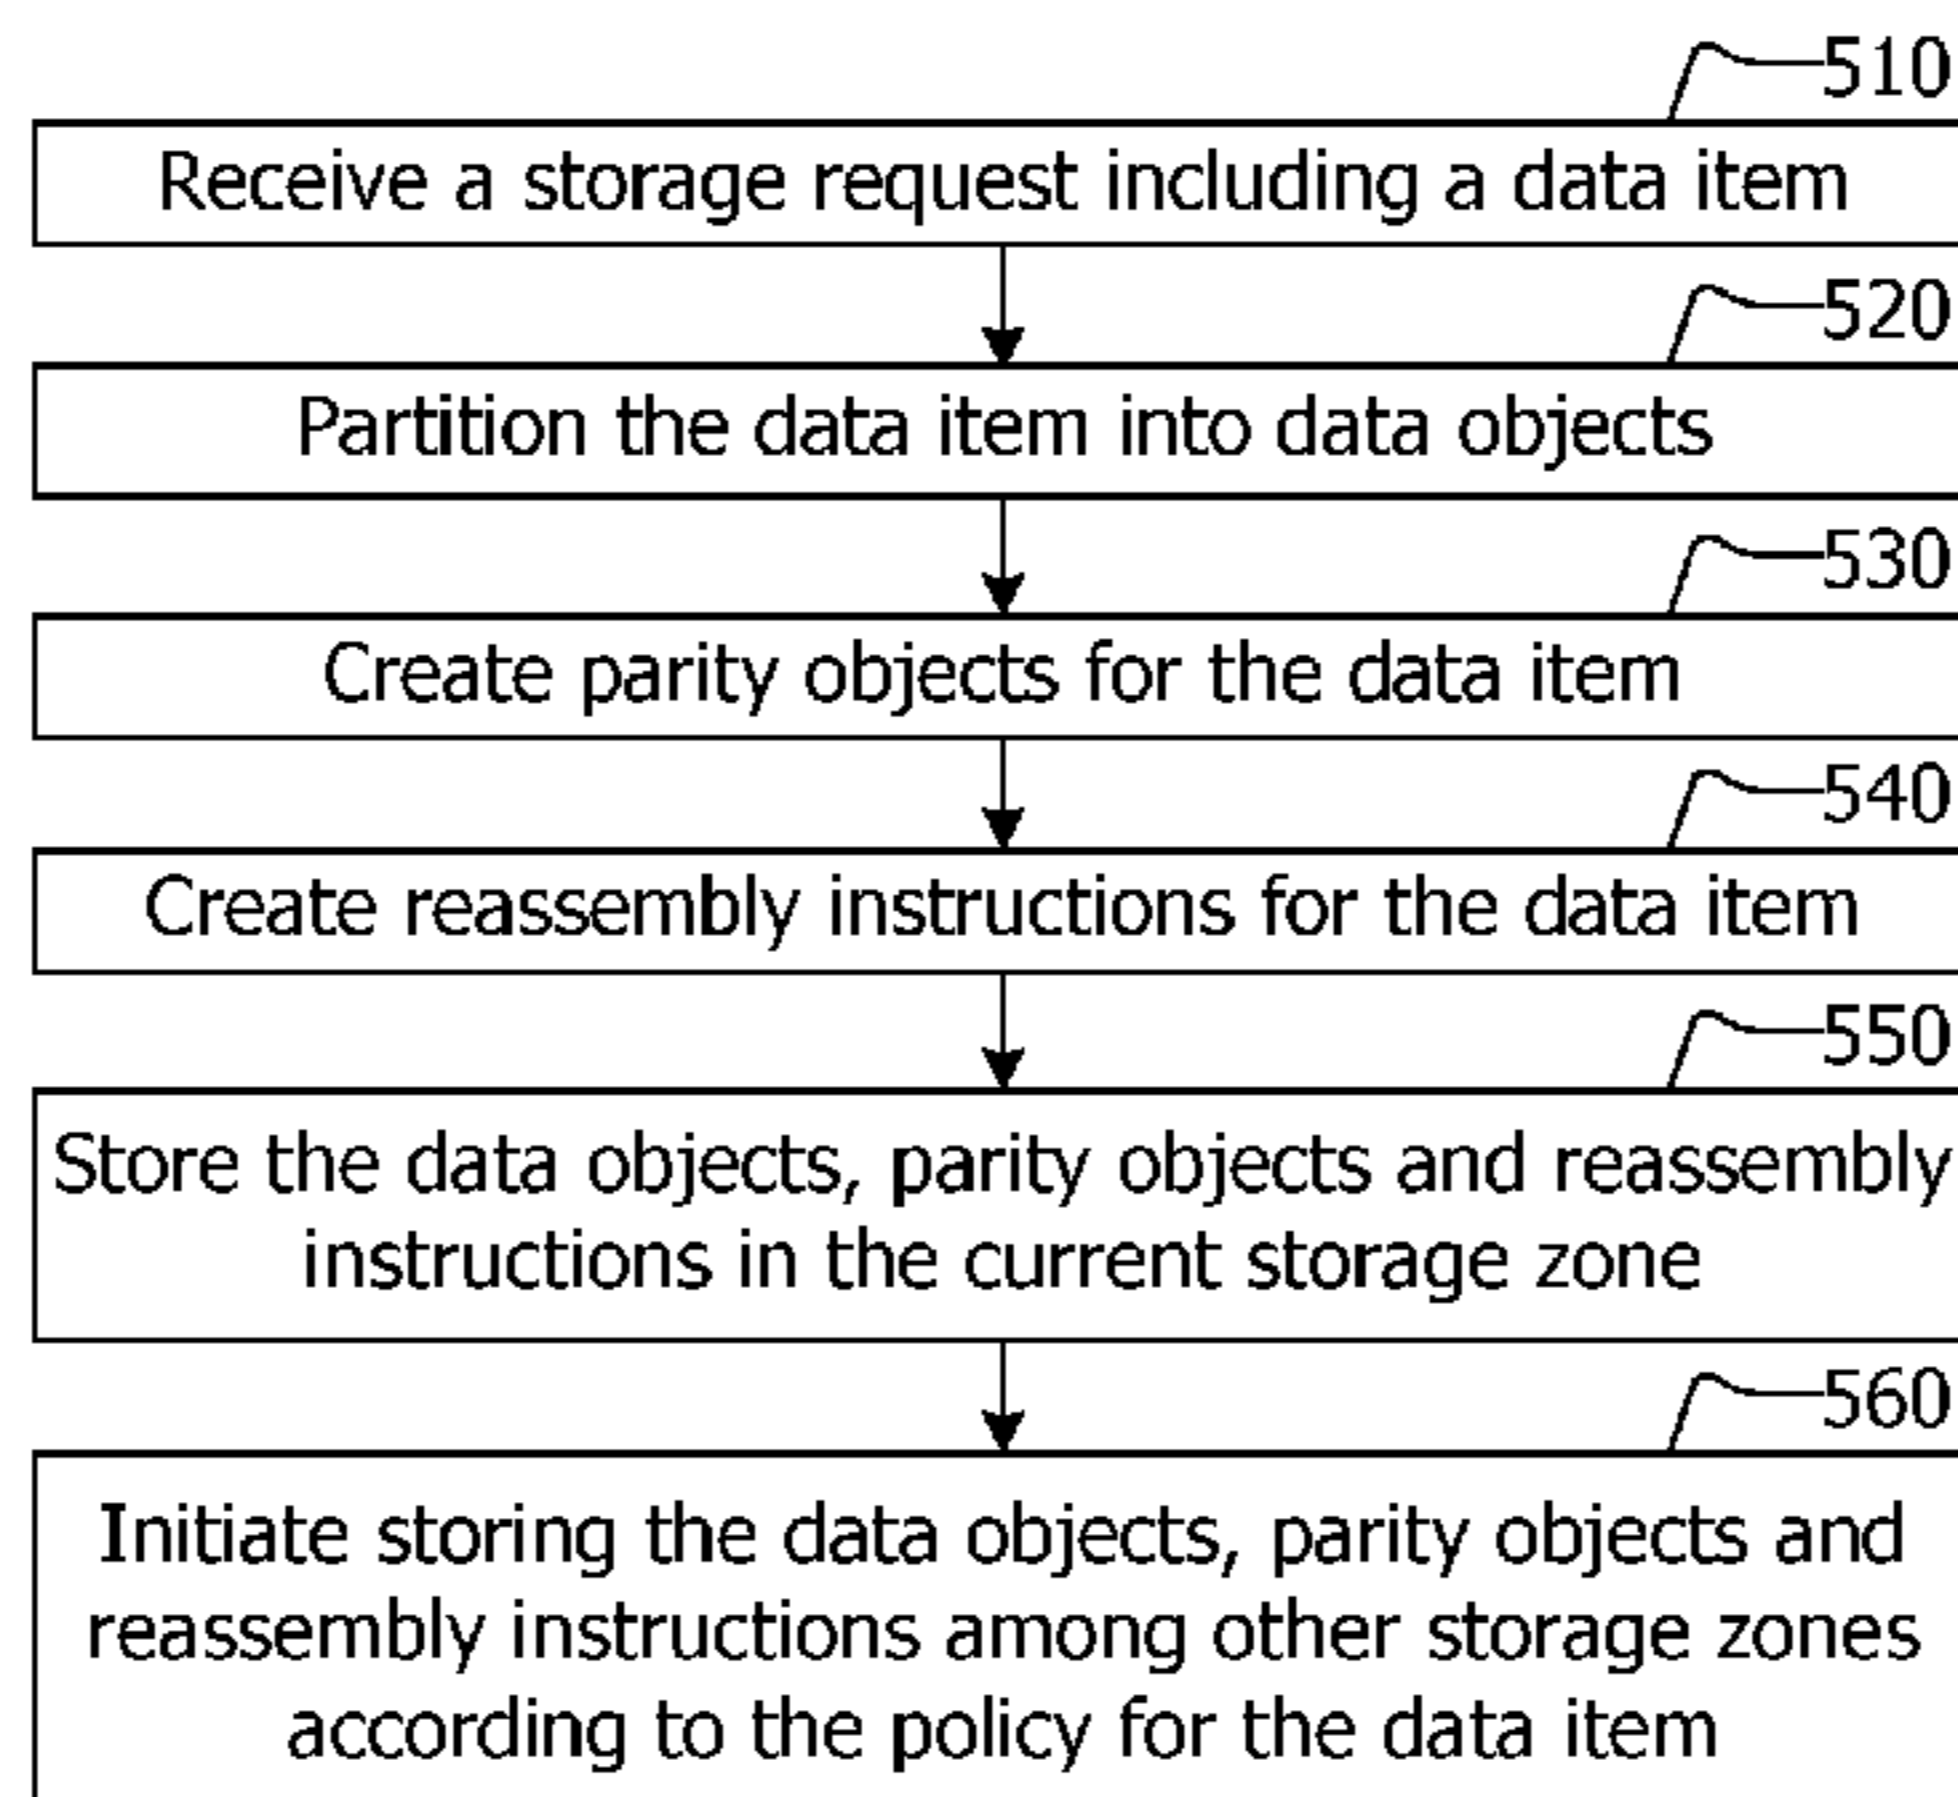 510
Receive a storage request including a data item
520
Partition the data item into data objects
530
Create parity objects for the data item
540
Create reassembly instructions for the data item
550
Store the data objects, parity objects and reassembly
instructions in the current storage zone
560
Initiate storing the data objects, parity objects and
reassembly instructions among other storage zones
according to the policy for the data item